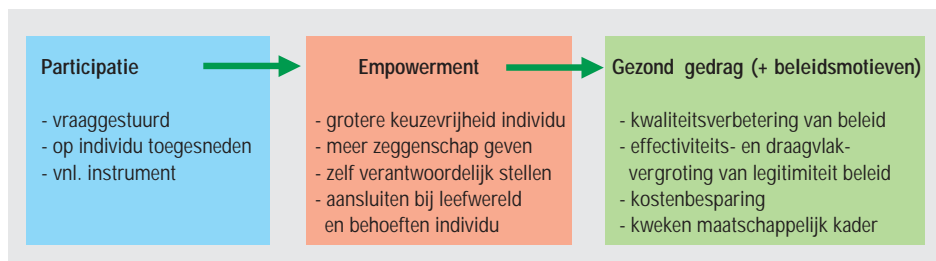 Participatie
- vraaggestuurd
- op individu toegesneden
- vnl. instrument
Empowerment
- grotere keuzevrijheid individu
- meer zeggenschap geven
- zelf verantwoordelijk stellen
- aansluiten bij leefwereld
en behoeften individu
Gezond gedrag (+ beleidsmotieven)
- kwaliteitsverbetering van beleid
- effectiviteits- en draagvlak-
vergroting van legitimiteit beleid
- kostenbesparing
- kweken maatschappelijk kader